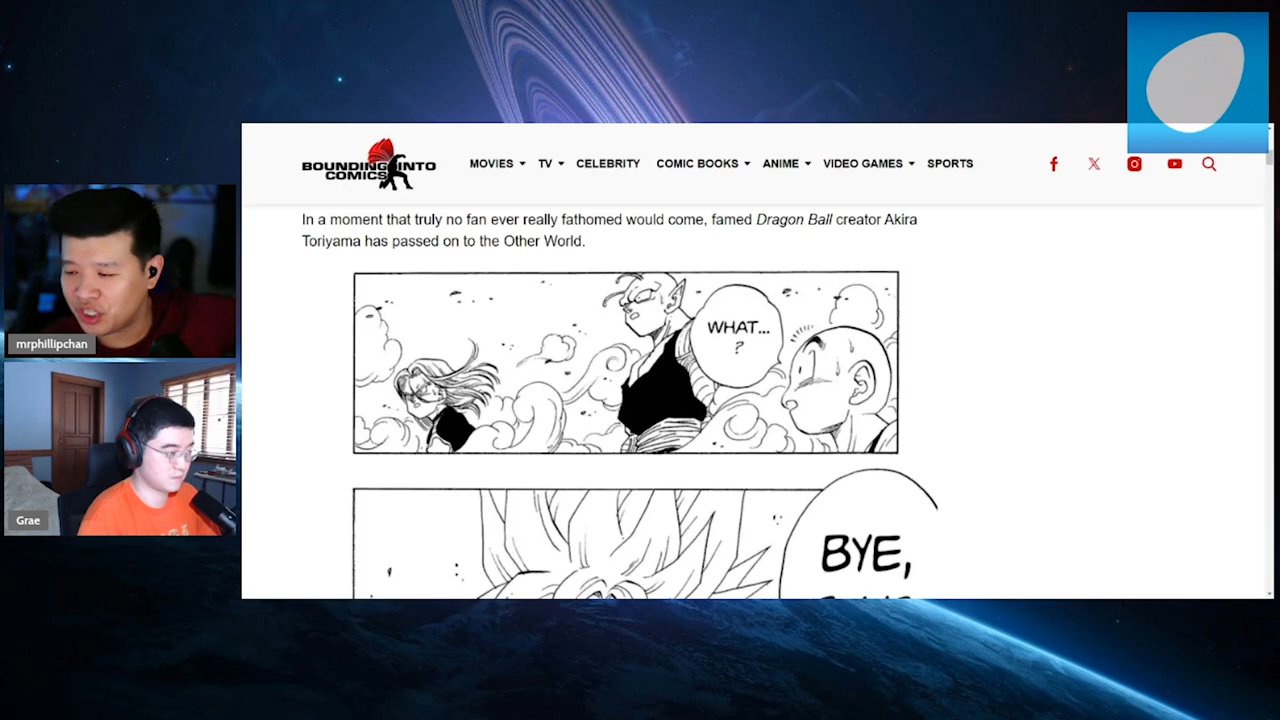 BOUNDING INTO
COMICS
MOVIES TV CELEBRITY COMIC BOOKS ANIME VIDEO GAMES SPORTS
In a moment that truly no fan ever really fathomed would come, famed Dragon Ball creator Akira
Toriyama has passed on to the Other World.
WHAT...
?
BYE,
mrphillipchan
Grae